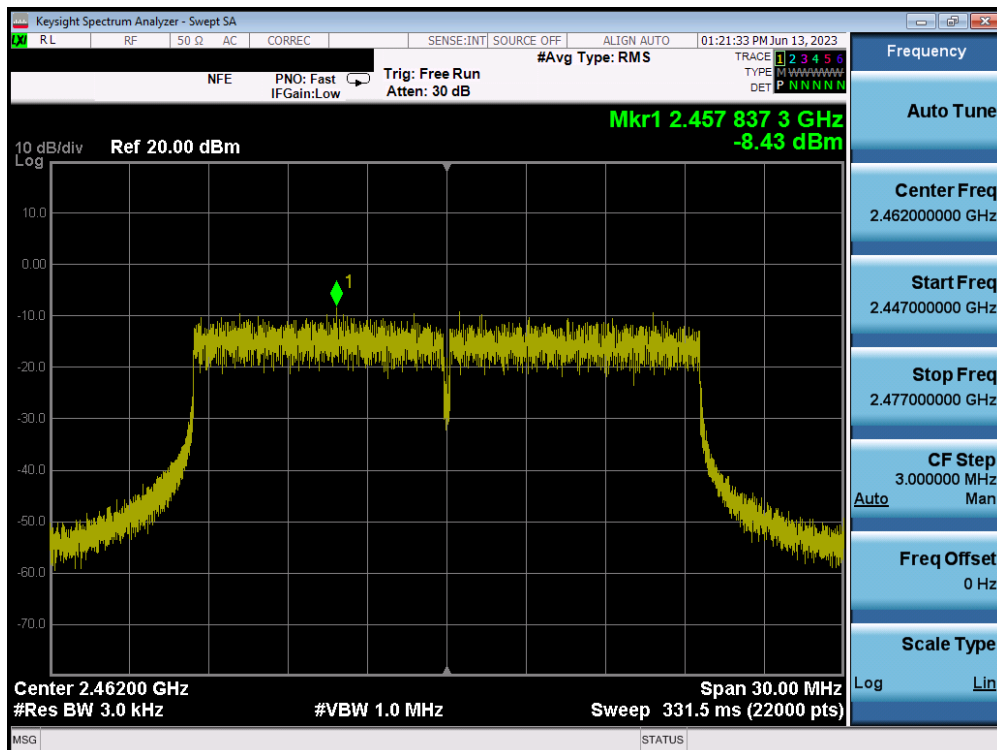 Keysight Spectrum Analyzer - Swept SA
LXI RL RF 50 Ω AC CORREC SENSE:INT SOURCE OFF ALIGN AUTO 01:21:33 PM Jun 13, 2023
NFE PNO: Fast Trig: Free Run #Avg Type: RMS TRACE 1 2 3 4 5 6
IFGain:Low Atten: 30 dB TYPE M WWWWW
DET P N N N N N
Mkr1 2.457 837 3 GHz
-8.43 dBm
10 dB/div Ref 20.00 dBm
Log
1
10.0
0.00
-10.0
-20.0
-30.0
-40.0
-50.0
-60.0
-70.0
Center 2.46200 GHz Span 30.00 MHz
#Res BW 3.0 kHz #VBW 1.0 MHz Sweep 331.5 ms (22000 pts)
MSG STATUS
Frequency
Auto Tune
Center Freq
2.462000000 GHz
Start Freq
2.447000000 GHz
Stop Freq
2.477000000 GHz
CF Step
3.000000 MHz
Auto Man
Freq Offset
0 Hz
Scale Type
Log Lin